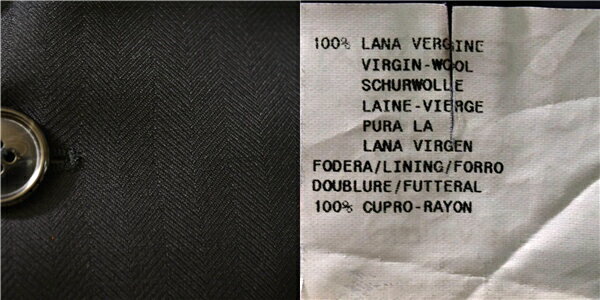 100% LANA VERGINE
VIRGIN-WOOL
SCHURWOLLE
LAINE-VIERGE
PURA LA
LANA VIRGEN
FODERA/LINING/FORRO
DOUBLURE/FUTTERAL
100% CUPRO-RAYON